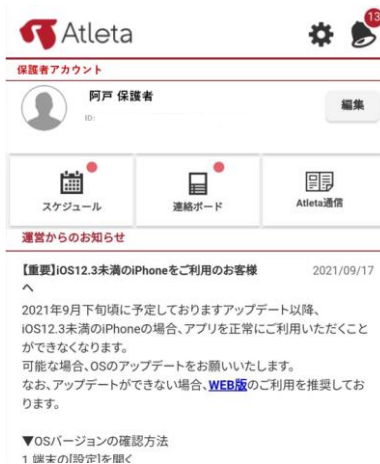 Atleta
13
保護者アカウント
阿戸 保護者
ID:
編集
スケジュール
連絡ボード
Atleta通信
運営からのお知らせ
【重要】iOS12.3未満のiPhoneをご利用のお客様
へ
2021/09/17
2021年9月下旬頃に予定しておりますアップデート以降、
iOS12.3未満のiPhoneの場合、アプリを正常にご利用いただくこと
ができなくなります。
可能な場合、OSのアップデートをお願いいたします。
なお、アップデートができない場合、WEB版のご利用を推奨してお
ります。
▼OSバージョンの確認方法
1.端末の[設定]を開く